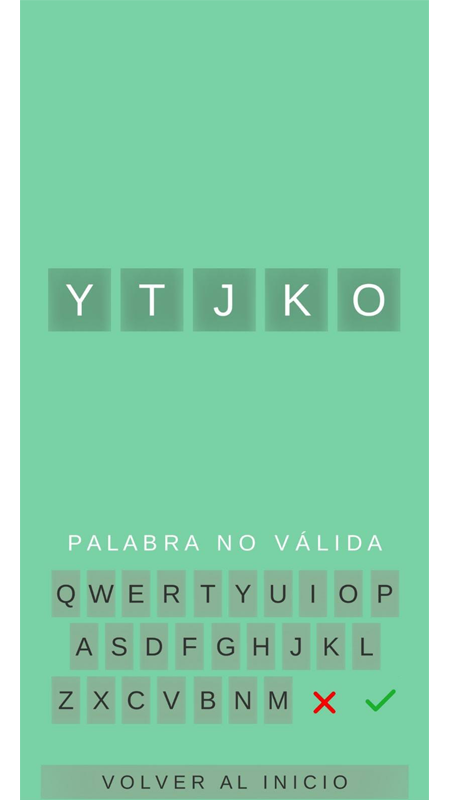 Y T J K O
PALABRA NO VÁLIDA
Q W E R T Y U I O P
A S D F G H J K L
Z X C V B N M
VOLVER AL INICIO